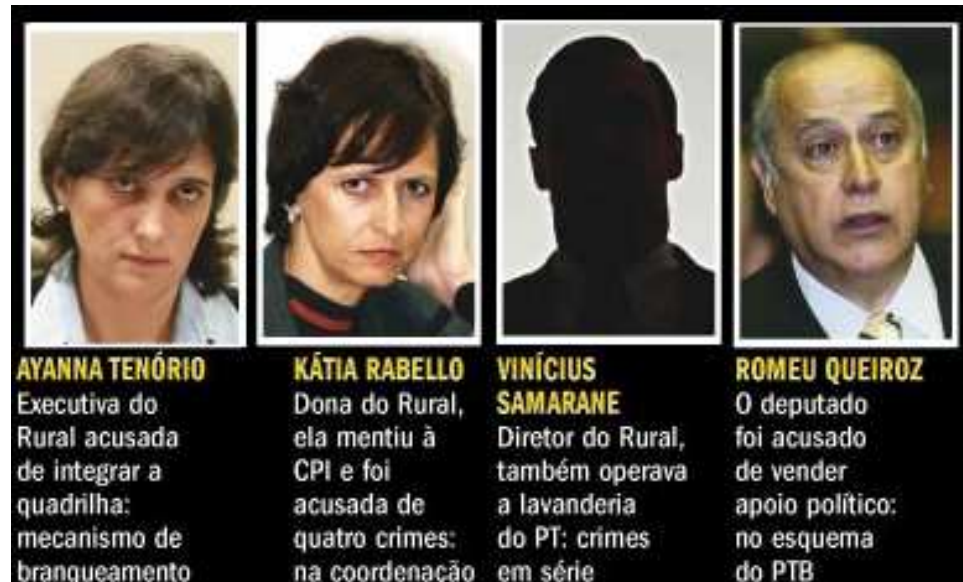 AYANNA TENÓRIO
Executiva do
Rural acusada
de integrar a
quadrilha:
mecanismo de
branqueamento
KÁTIA RABELLO
Dona do Rural,
ela mentiu à
CPI e foi
acusada de
quatro crimes:
na coordenação
VINÍCIUS
SAMARANE
Diretor do Rural,
também operava
a lavanderia
do PT: crimes
em série
ROMEU QUEIROZ
O deputado
foi acusado
de vender
apoio político:
no esquema
do PTB